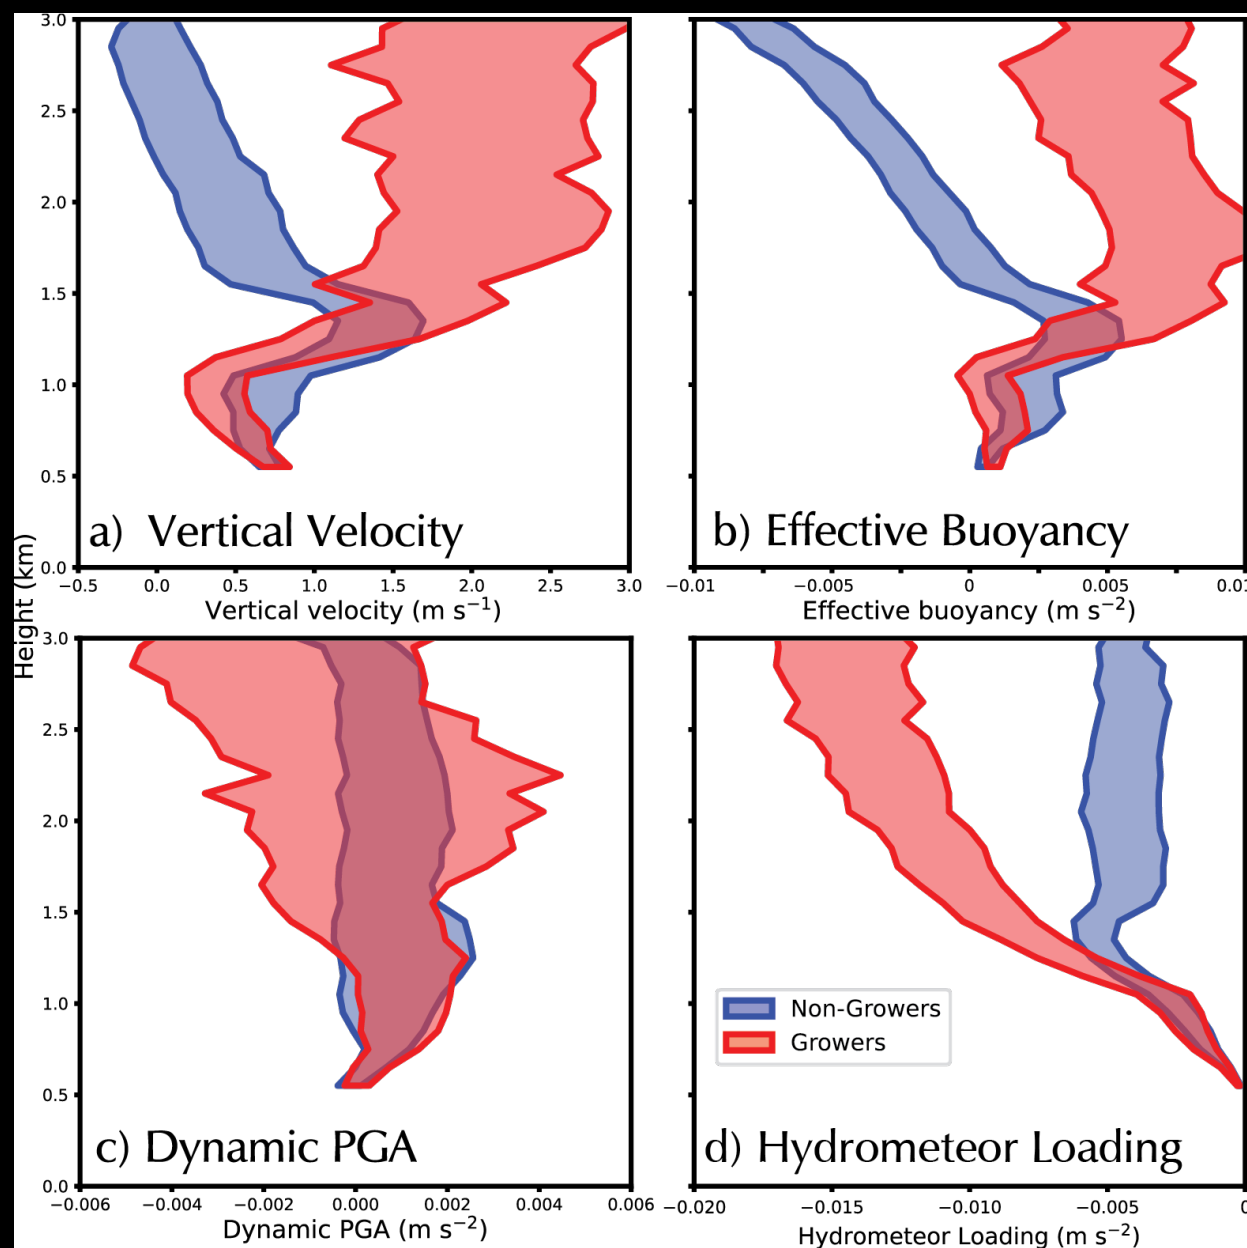 3.0
2.5
2.0
1.5
1.0
0.5
0.0
a) Vertical Velocity
−0.5 0.0 0.5 1.0 1.5 2.0 2.5 3.0
Vertical velocity (m s−1)
b) Effective Buoyancy
−0.01 −0.005 0 0.005 0.01
Effective buoyancy (m s−2)
Height (km)
3.0
2.5
2.0
1.5
1.0
0.5
0.0
c) Dynamic PGA
−0.006 −0.004 −0.002 0.000 0.002 0.004 0.006
Dynamic PGA (m s−2)
Non-Growers
Growers
d) Hydrometeor Loading
−0.020 −0.015 −0.010 −0.005 0
Hydrometeor Loading (m s−2)